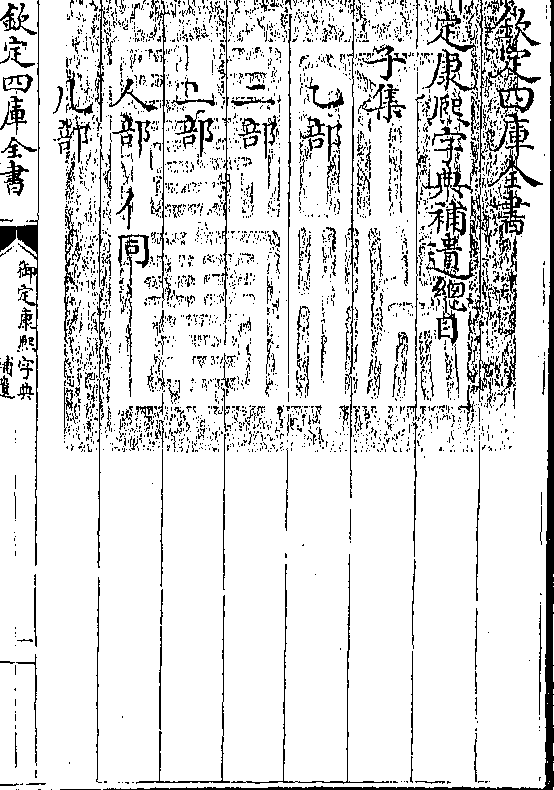 欽定四庫全書
定康熙字典補遺總目
子集
乙部
二部
亠部
人部 亻同
儿部
欽定四庫全書
御定康熙字典
補遺
一